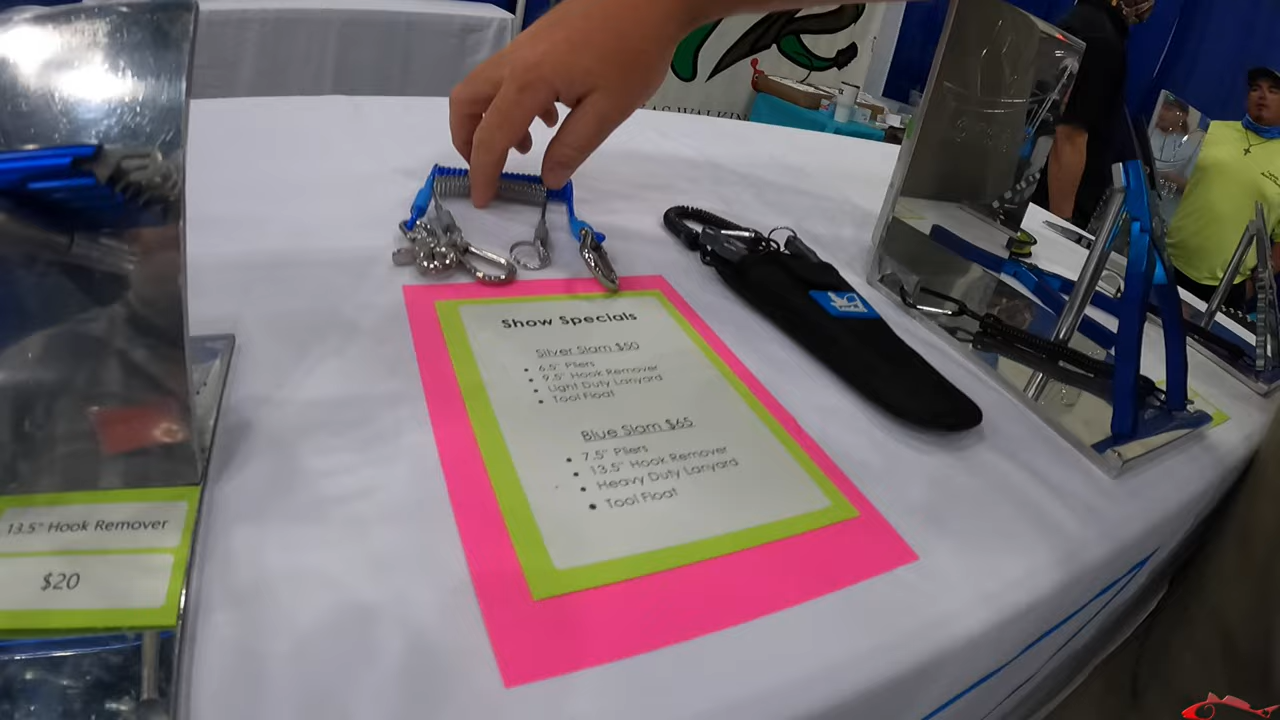 Show Specials
Silver Slam $50
• 6.5" Pliers
• 9.5" Hook Remover
• Light Duty Lanyard
• Tool Float
Blue Slam $65
• 7.5" Pliers
• 13.5" Hook Remover
• Heavy Duty Lanyard
• Tool Float
13.5" Hook Remover
$20